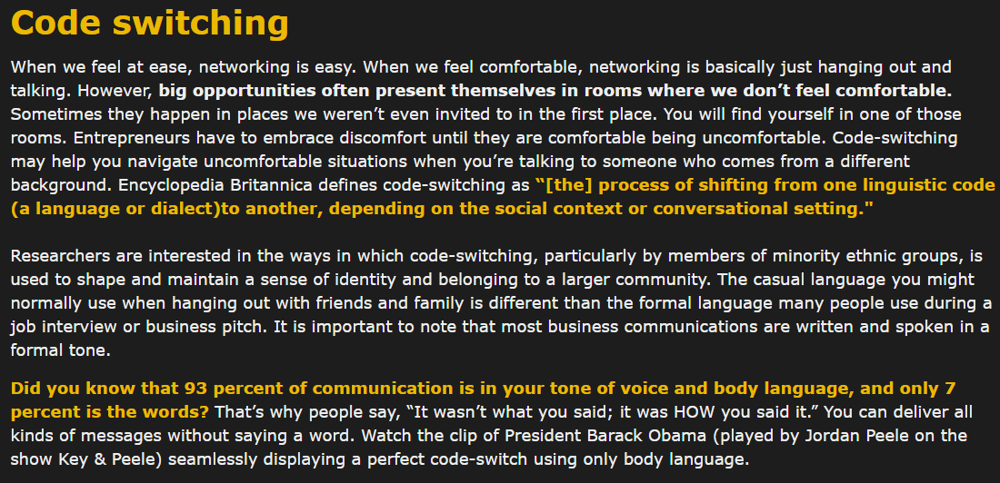 Code switching
When we feel at ease, networking is easy. When we feel comfortable, networking is basically just hanging out and
talking. However, big opportunities often present themselves in rooms where we don’t feel comfortable.
Sometimes they happen in places we weren’t even invited to in the first place. You will find yourself in one of those
rooms. Entrepreneurs have to embrace discomfort until they are comfortable being uncomfortable. Code-switching
may help you navigate uncomfortable situations when you’re talking to someone who comes from a different
background. Encyclopedia Britannica defines code-switching as “[the] process of shifting from one linguistic code
(a language or dialect)to another, depending on the social context or conversational setting."
Researchers are interested in the ways in which code-switching, particularly by members of minority ethnic groups, is
used to shape and maintain a sense of identity and belonging to a larger community. The casual language you might
normally use when hanging out with friends and family is different than the formal language many people use during a
job interview or business pitch. It is important to note that most business communications are written and spoken in a
formal tone.
Did you know that 93 percent of communication is in your tone of voice and body language, and only 7
percent is the words? That’s why people say, “It wasn’t what you said; it was HOW you said it.” You can deliver all
kinds of messages without saying a word. Watch the clip of President Barack Obama (played by Jordan Peele on the
show Key & Peele) seamlessly displaying a perfect code-switch using only body language.